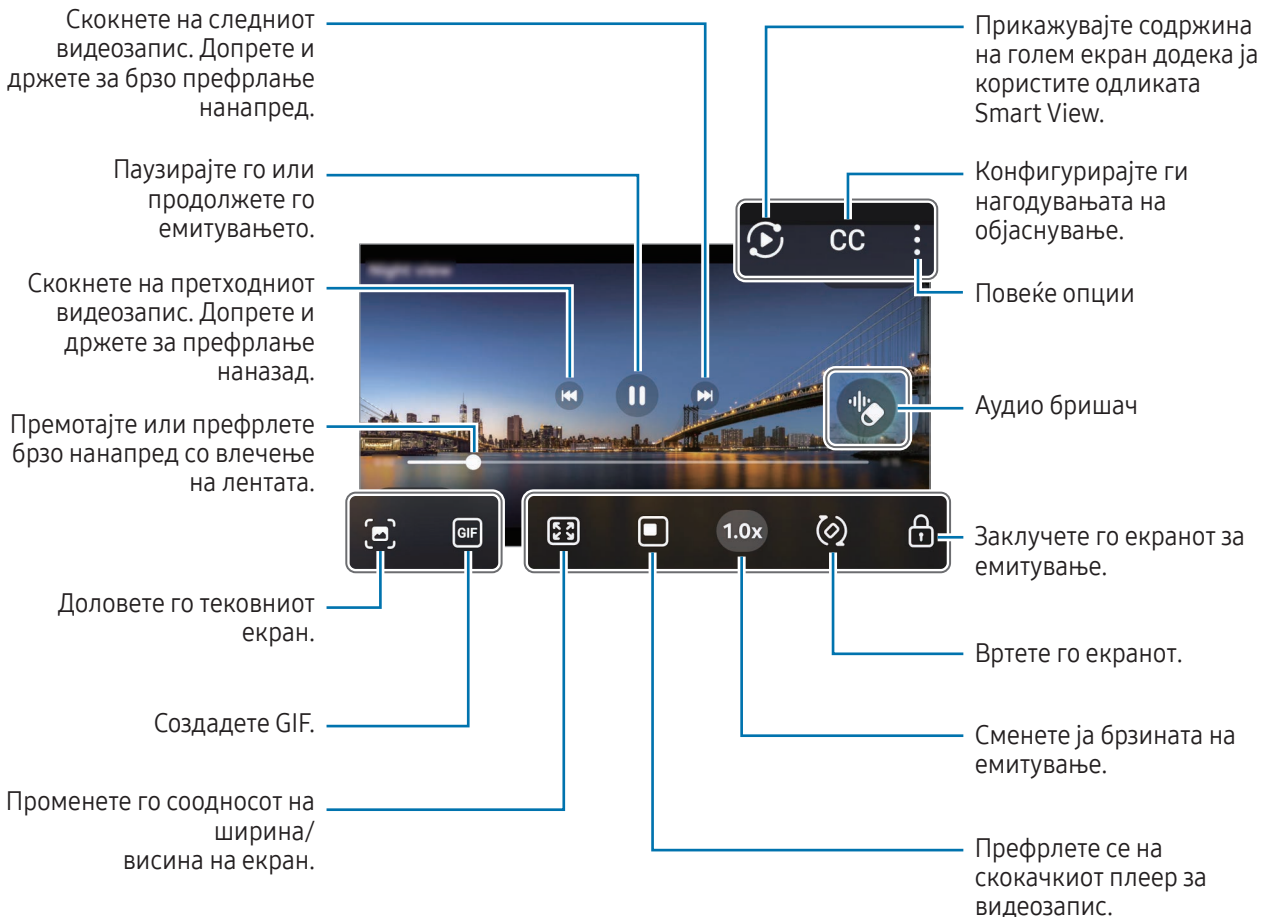 Скокнете на следниот
видеозапис. Допрете и
држете за брзо префрлање
нанапред.
Паузирајте го или
продолжете го
емитувањето.
Скокнете на претходниот
видеозапис. Допрете и
држете за префрлање
наназад.
Премотајте или префрлете
брзо нанапред со влечење
на лентата.
Доловете го тековниот
екран.
Создадете GIF.
Променете го соодносот на
ширина/
висина на екран.
Прикажувајте содржина
на голем екран додека ја
користите одликата
Smart View.
Конфигурирајте ги
нагодувањата на
објаснување.
Повеќе опции
Аудио бришач
Заклучете го екранот за
емитување.
Вртете го екранот.
Сменете ја брзината на
емитување.
Префрлете се на
скокачкиот плеер за
видеозапис.
CC
Night view
GIF
1.0x